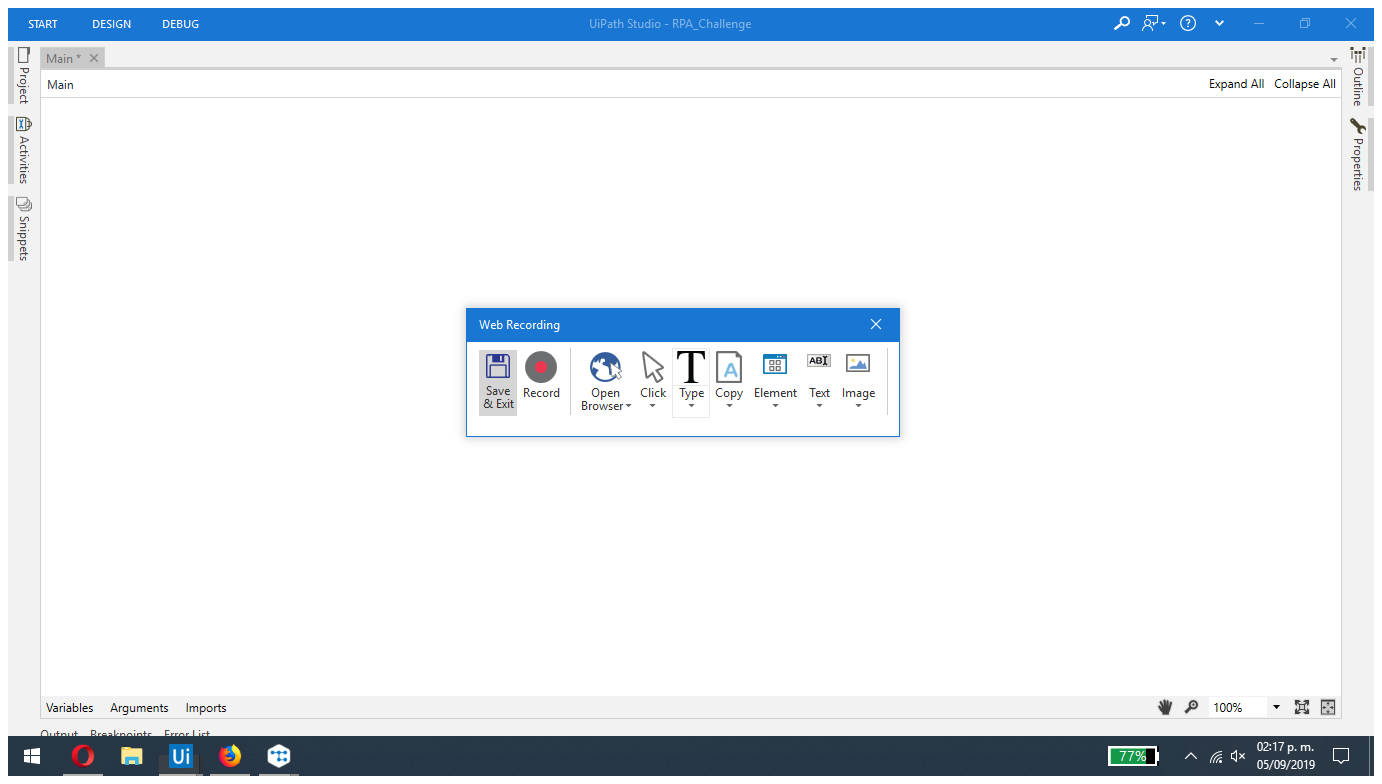 START DESIGN DEBUG UiPath Studio - RPA_Challenge
Main *
Project
Activities
Snippets
Main Expand All Collapse All
Outline
Properties
Web Recording
Save & Exit
Record
Open Browser
Click
Type
Copy
Element
Text
Image
ABI
A
Variables Arguments Imports 100%
Output Breakpoints Error List
Ui
77%
02:17 p. m.
05/09/2019